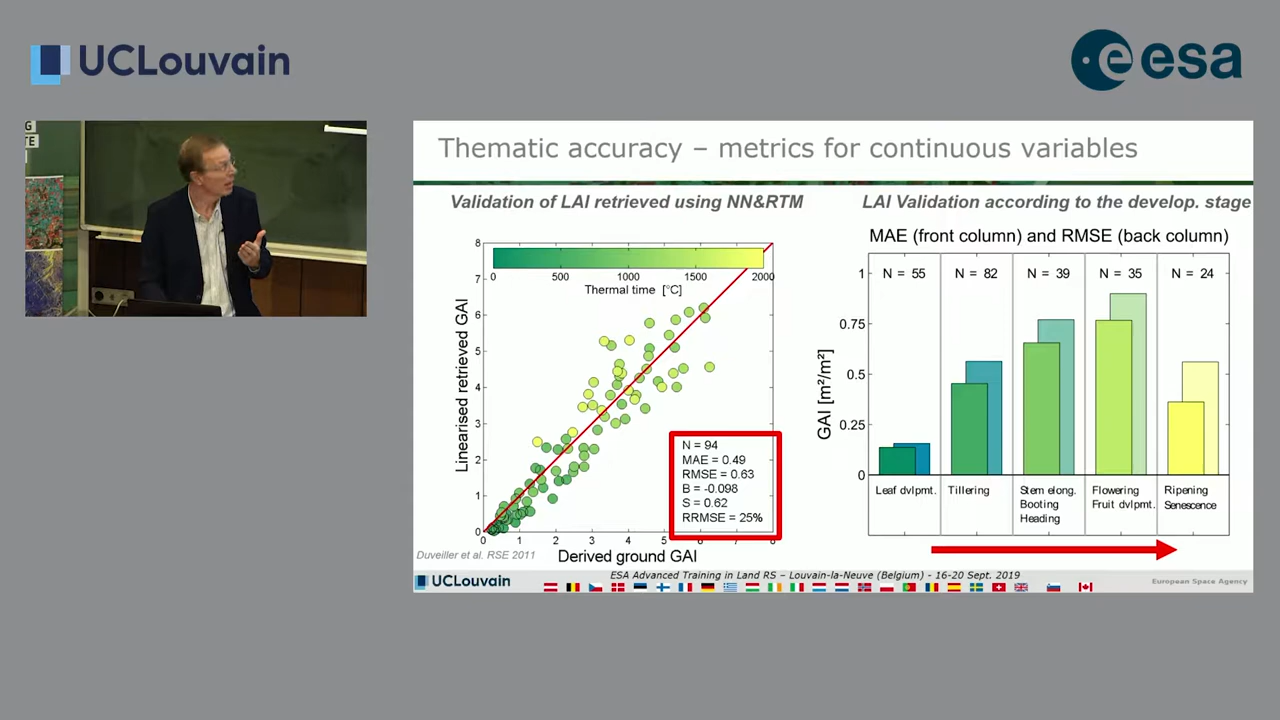 UCLouvain
esa
G
TE
Thematic accuracy – metrics for continuous variables
Validation of LAI retrieved using NN&RTM
8
7
6
5
4
3
2
1
0
Linearised retrieved GAI
0 500 1000 1500 2000
Thermal time [°C]
N = 94
MAE = 0.49
RMSE = 0.63
B = -0.098
S = 0.62
RRMSE = 25%
0 1 2 3 4 5 6 7 8
Derived ground GAI
Duveiller et al. RSE 2011
LAI Validation according to the develop. stage
MAE (front column) and RMSE (back column)
N = 55 N = 82 N = 39 N = 35 N = 24
1
0.75
0.5
0.25
0
GAI [m²/m²]
Leaf dvlpmt.
Tillering
Stem elong.
Booting
Heading
Flowering
Fruit dvlpmt.
Ripening
Senescence
UCLouvain
ESA Advanced Training in Land RS – Louvain-la-Neuve (Belgium) - 16-20 Sept. 2019
European Space Agency